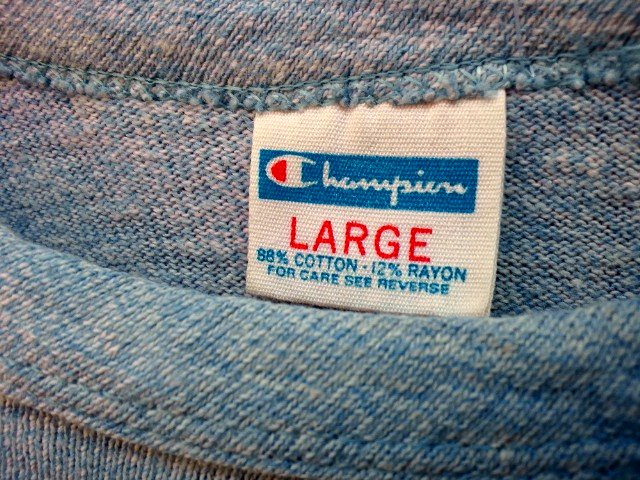 Champion
LARGE
88% COTTON - 12% RAYON
FOR CARE SEE REVERSE